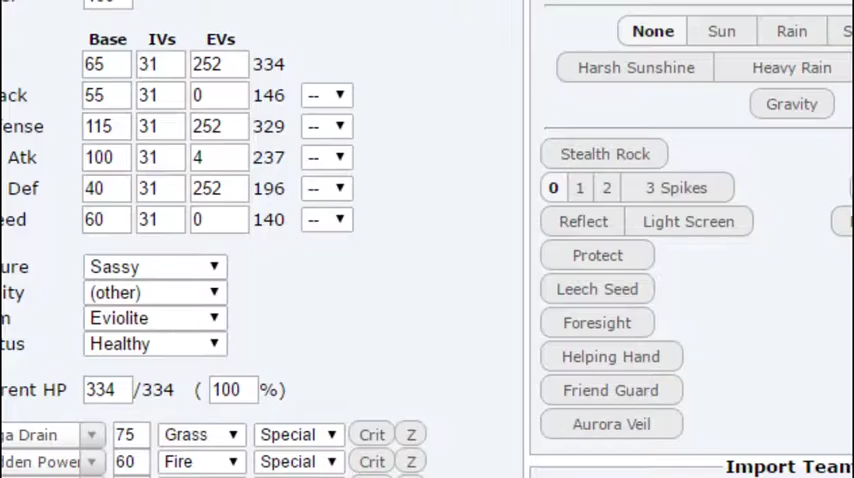 100
Base IVs EVs
65 31 252 334
ack 55 31 0 146 --
fense 115 31 252 329 --
Atk 100 31 4 237 --
Def 40 31 252 196 --
eed 60 31 0 140 --
ure Sassy
ity (other)
m Eviolite
tus Healthy
rent HP 334 /334 ( 100 %)
ga Drain 75 Grass Special Crit Z
dden Power 60 Fire Special Crit Z
None Sun Rain S
Harsh Sunshine Heavy Rain
Gravity
Stealth Rock
0 1 2 3 Spikes
Reflect Light Screen
Protect
Leech Seed
Foresight
Helping Hand
Friend Guard
Aurora Veil
Import Team